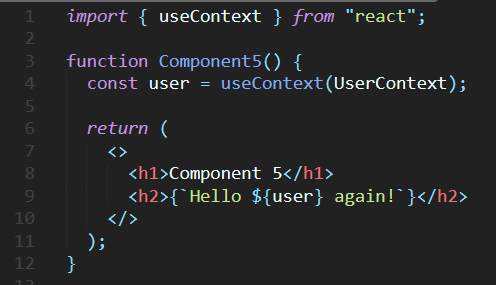 1 import { useContext } from "react";
2
3 function Component5() {
4   const user = useContext(UserContext);
5
6   return (
7     <>
8       <h1>Component 5</h1>
9       <h2>{`Hello ${user} again!`}</h2>
10     </>
11   );
12 }